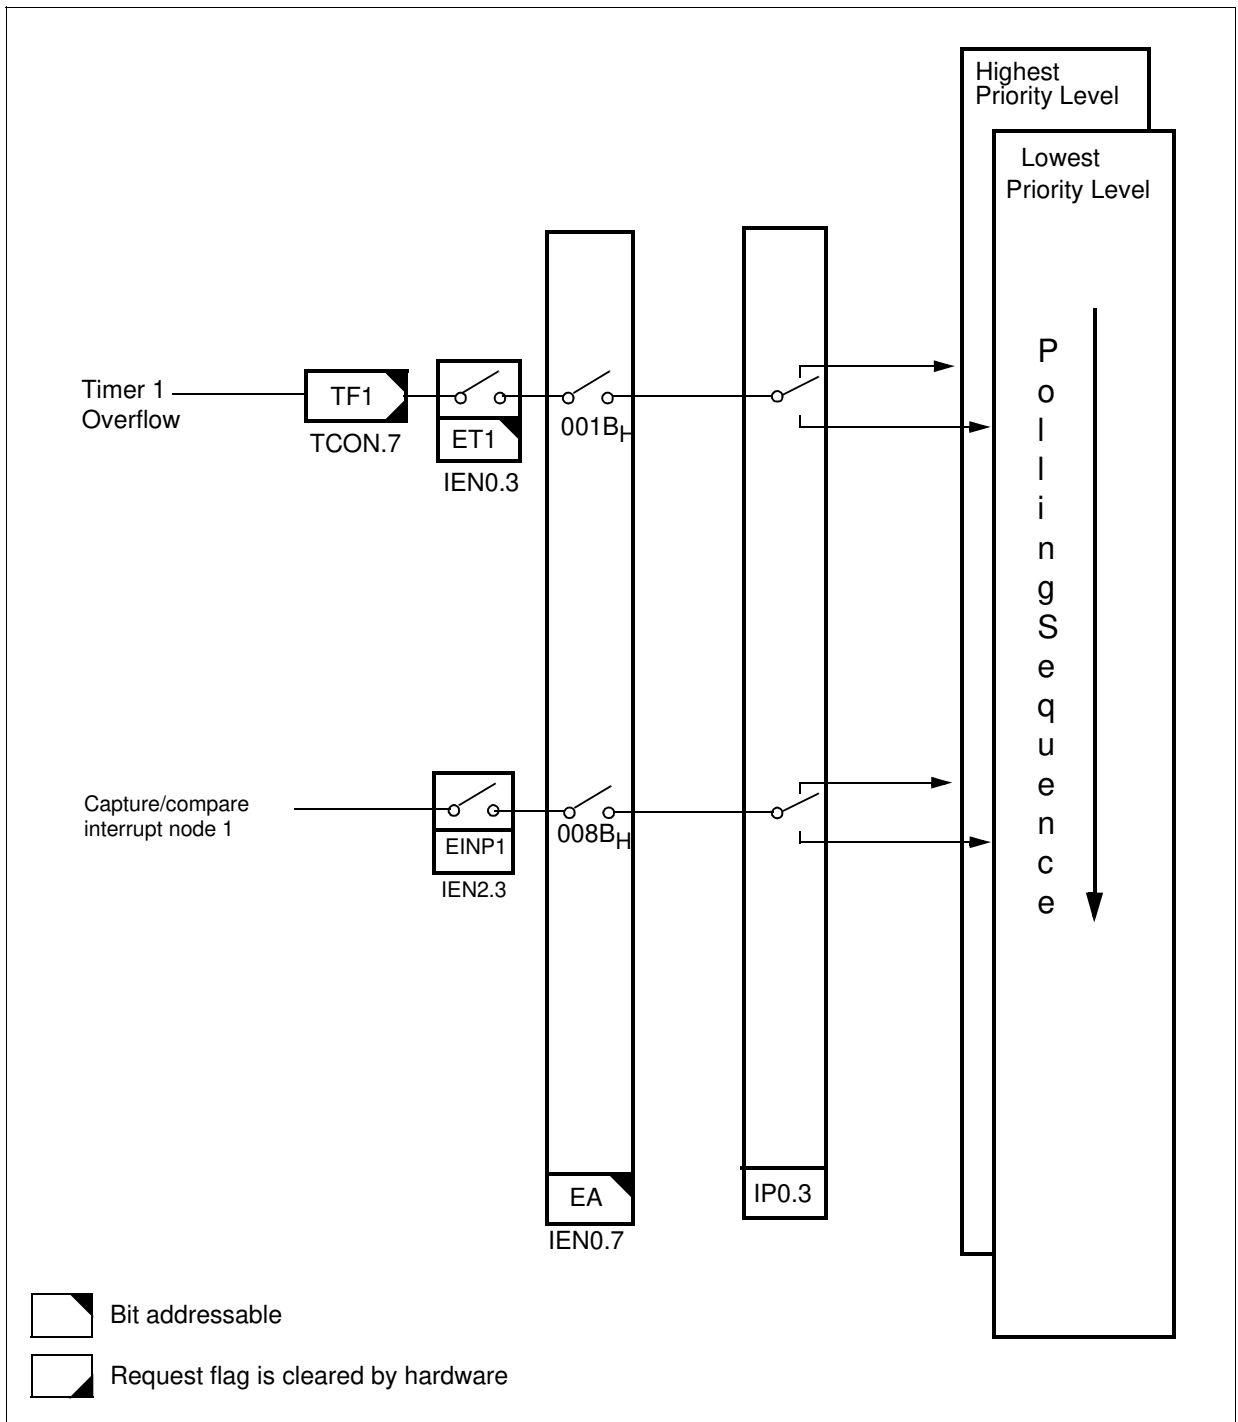 Highest
Priority Level
Lowest
Priority Level
Timer 1
Overflow
TF1
TCON.7
ET1
IEN0.3
001BH
Polling Sequence
Capture/compare
interrupt node 1
EINP1
IEN2.3
008BH
EA
IEN0.7
IP0.3
Bit addressable
Request flag is cleared by hardware